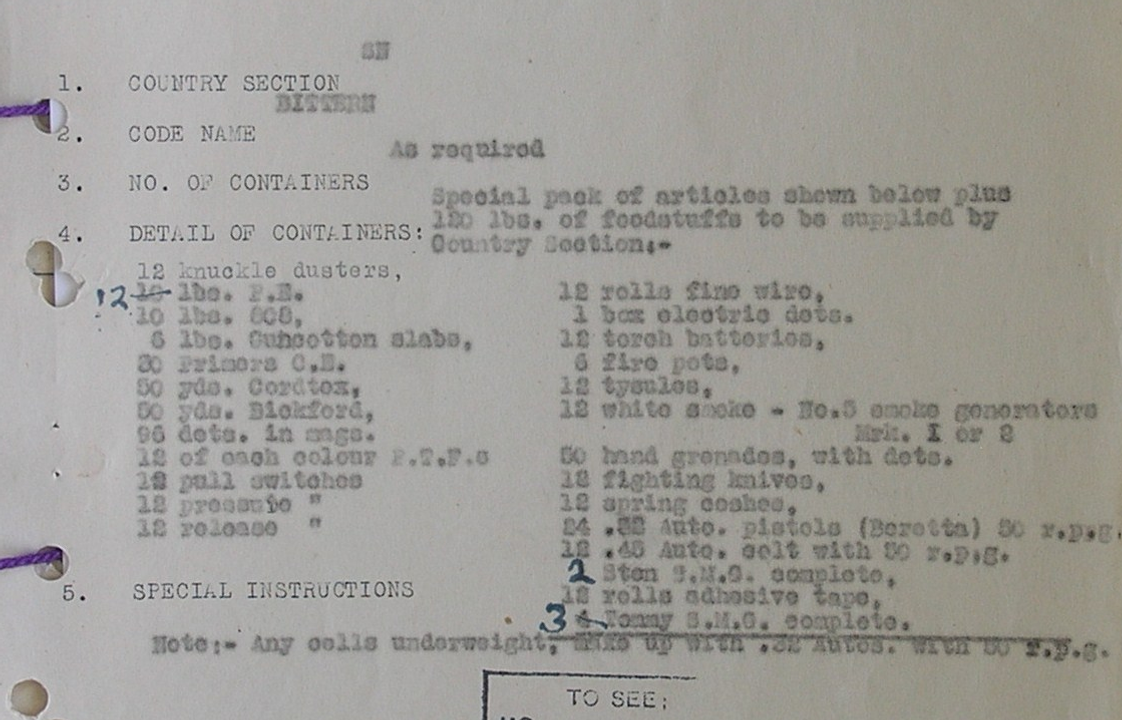 SN
1. COUNTRY SECTION
BITTERN
2. CODE NAME
As required
3. NO. OF CONTAINERS
Special pack of articles shown below plus
120 lbs. of foodstuffs to be supplied by
4. DETAIL OF CONTAINERS: Country Section:-
12 knuckle dusters,
12 10 lbs. P.E. 12 rolls fine wire,
10 lbs. 808, 1 box electric dets.
6 lbs. Guncotton slabs, 12 torch batteries,
20 Primers C.E. 6 fire pots,
50 yds. Cordtex, 12 tysules,
50 yds. Bickford, 12 white smoke - No.5 smoke generators
96 dets. in mags. Mrk. I or 2
12 of each colour P.T.F.s 50 hand grenades, with dets.
12 pull switches 12 fighting knives,
12 pressure " 12 spring coshes,
12 release " 24 .32 Auto. pistols (Beretta) 50 r.p.g.
12 .45 Auto. colt with 50 r.p.g.
2 Sten S.M.G. complete,
5. SPECIAL INSTRUCTIONS 12 rolls adhesive tape,
3 4 Tommy S.M.G. complete.
Note:- Any cells underweight, make up with .32 Autos. with 50 r.p.g.
TO SEE: